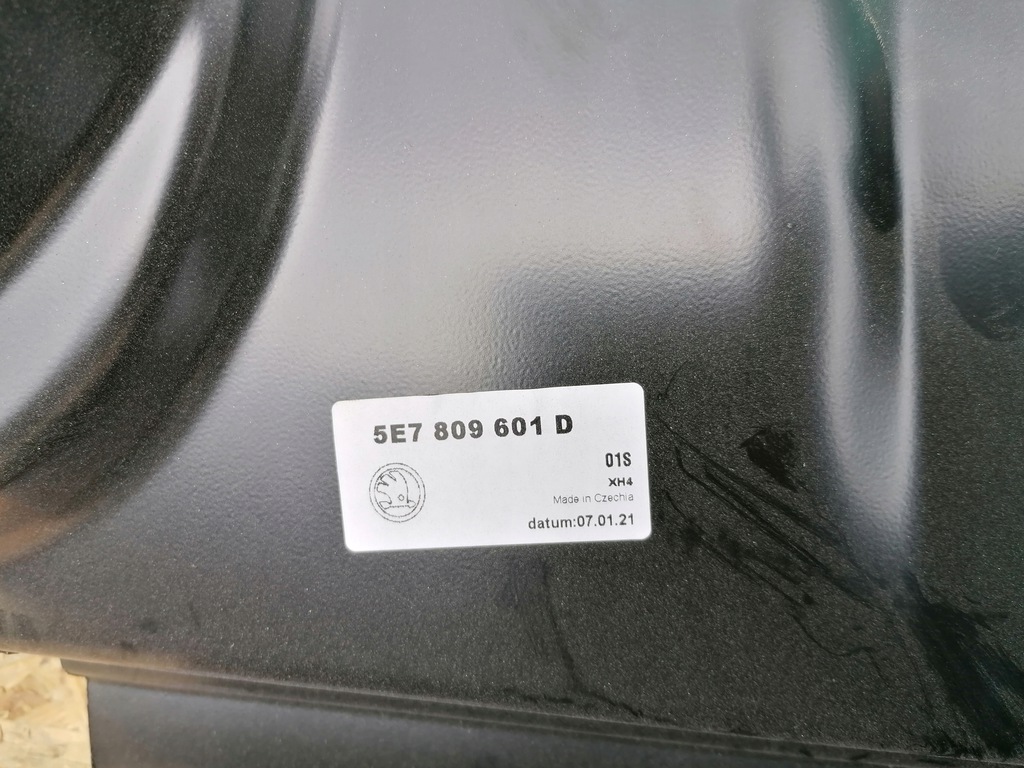 5E7 809 601 D
01S
XH4
Made in Czechia
datum:07.01.21